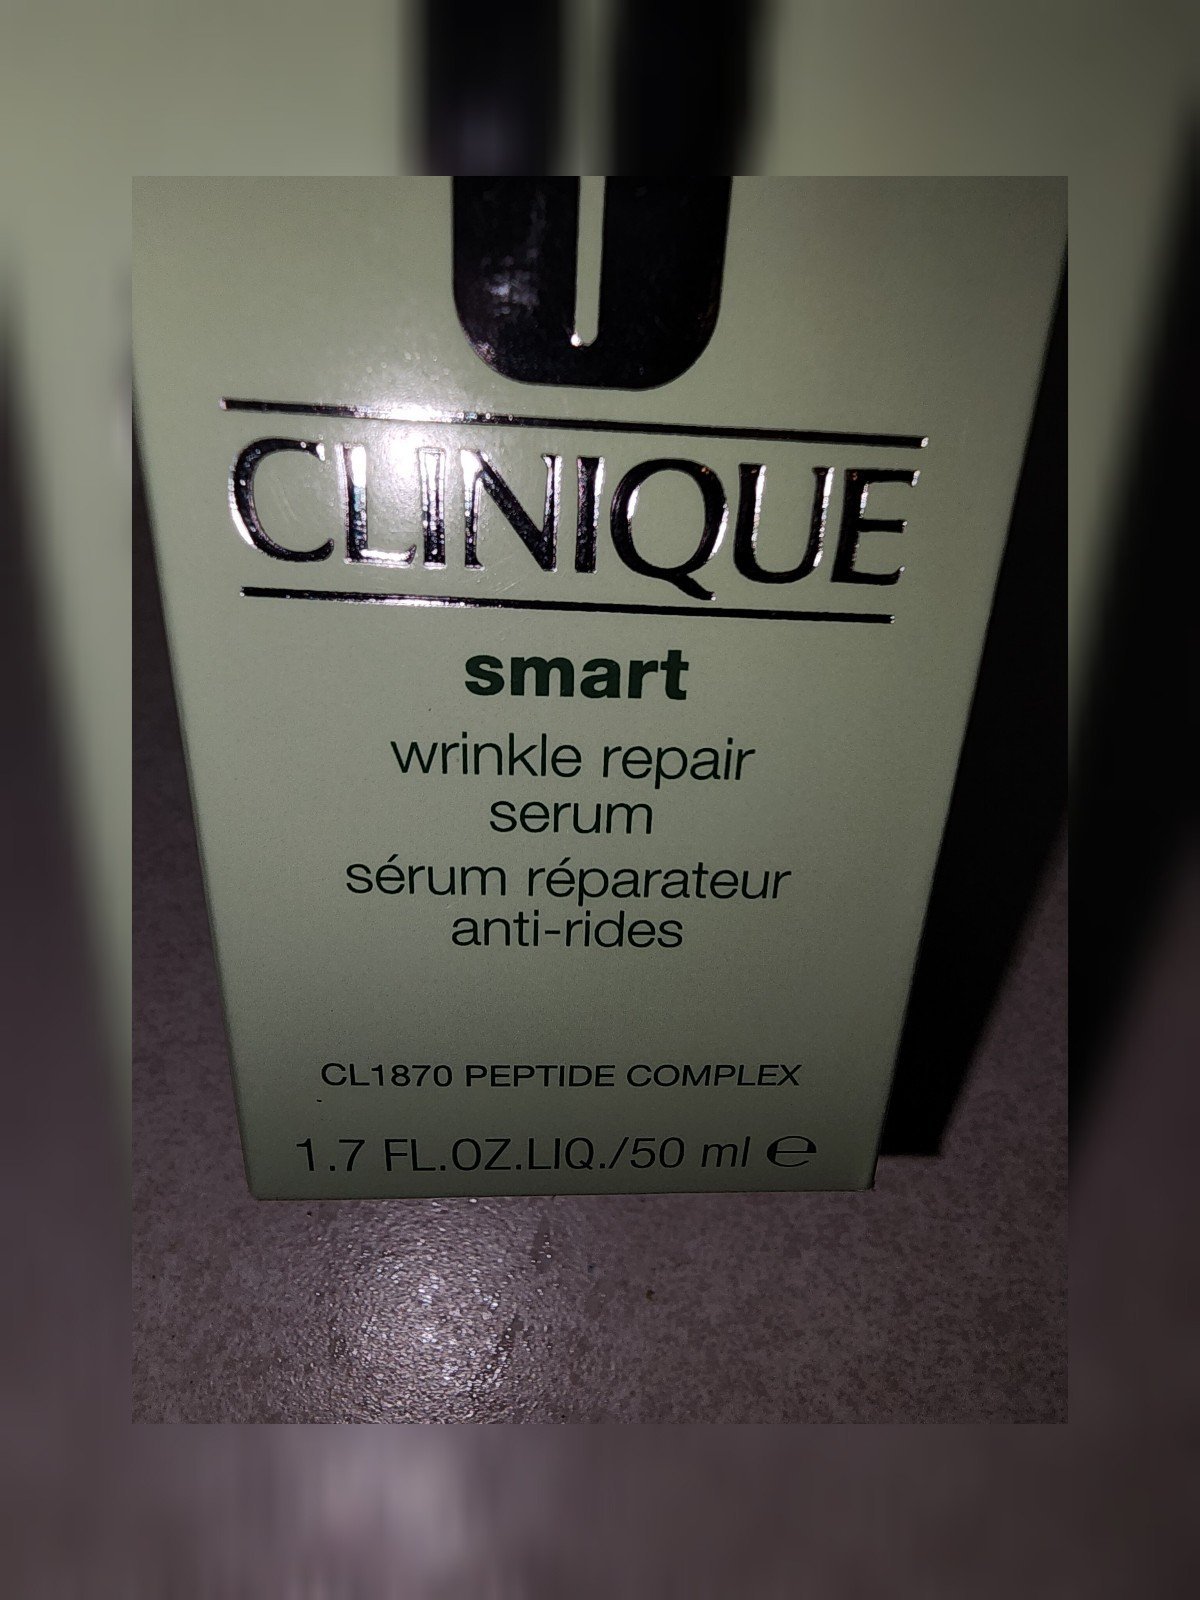 CLINIQUE
smart
wrinkle repair
serum
sérum réparateur
anti-rides
CL1870 PEPTIDE COMPLEX
1.7 FL.OZ.LIQ./50 ml ℮